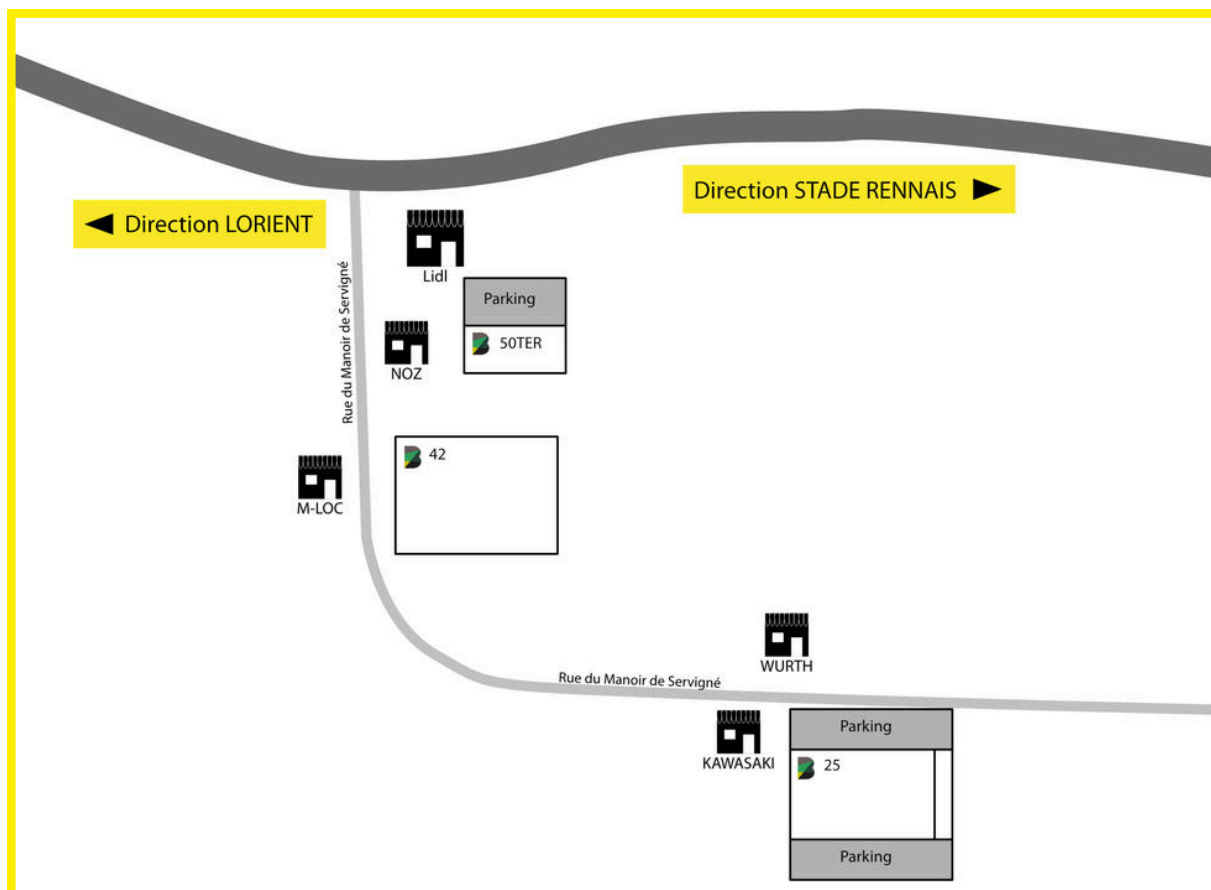 Direction STADE RENNAIS
Direction LORIENT
Lidl
Rue du Manoir de Servigné
Parking
50TER
NOZ
42
M-LOC
WURTH
Rue du Manoir de Servigné
Parking
KAWASAKI
25
Parking